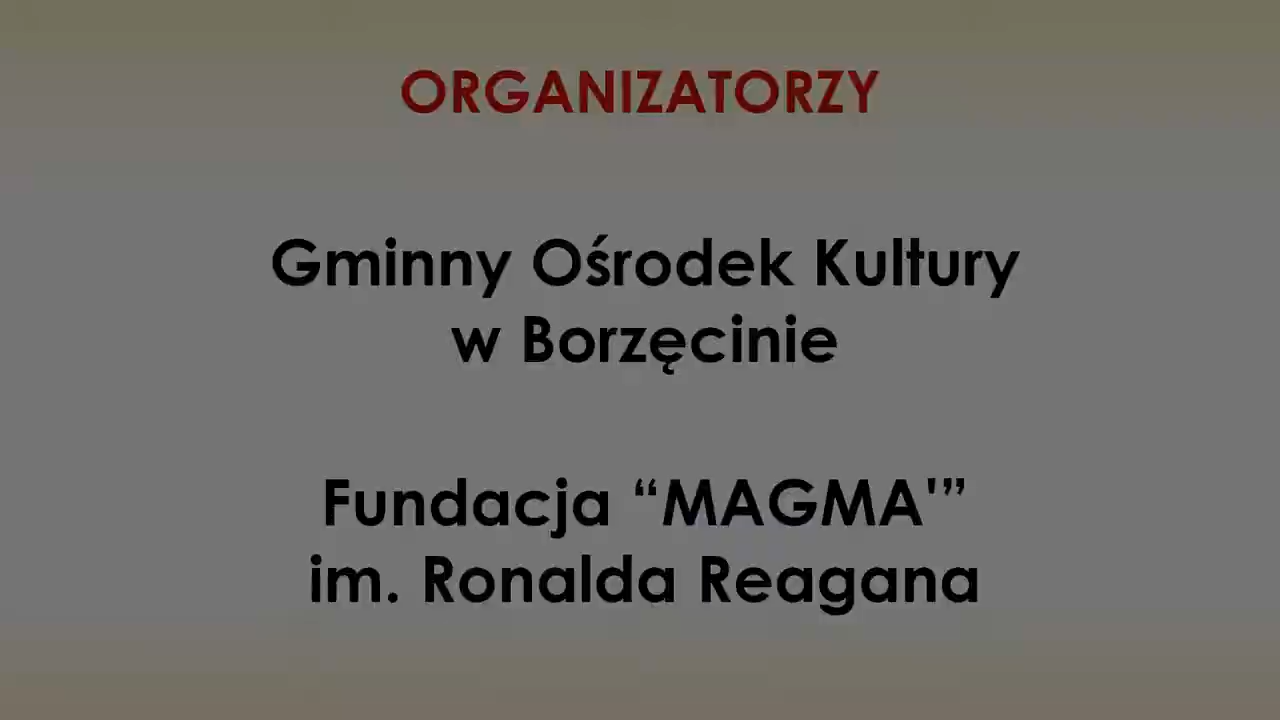 ORGANIZATORZY
Gminny Ośrodek Kultury
w Borzęcinie
Fundacja “MAGMA'”
im. Ronalda Reagana